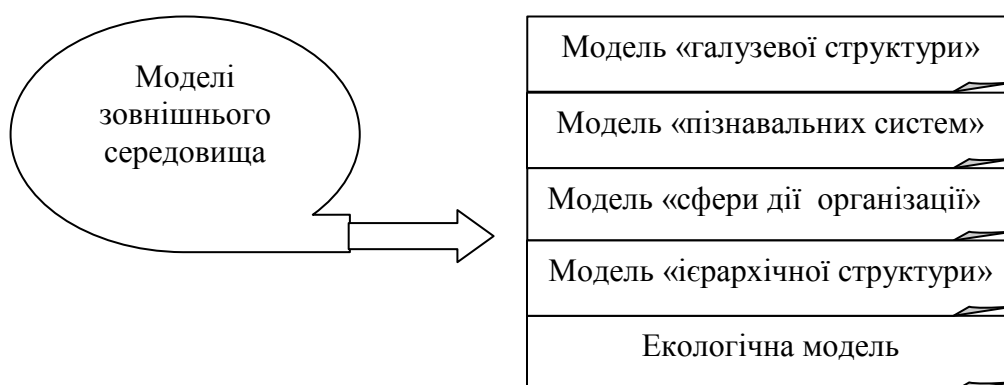 Моделі
зовнішнього
середовища
Модель «галузевої структури»
Модель «пізнавальних систем»
Модель «сфери дії організації»
Модель «ієрархічної структури»
Екологічна модель